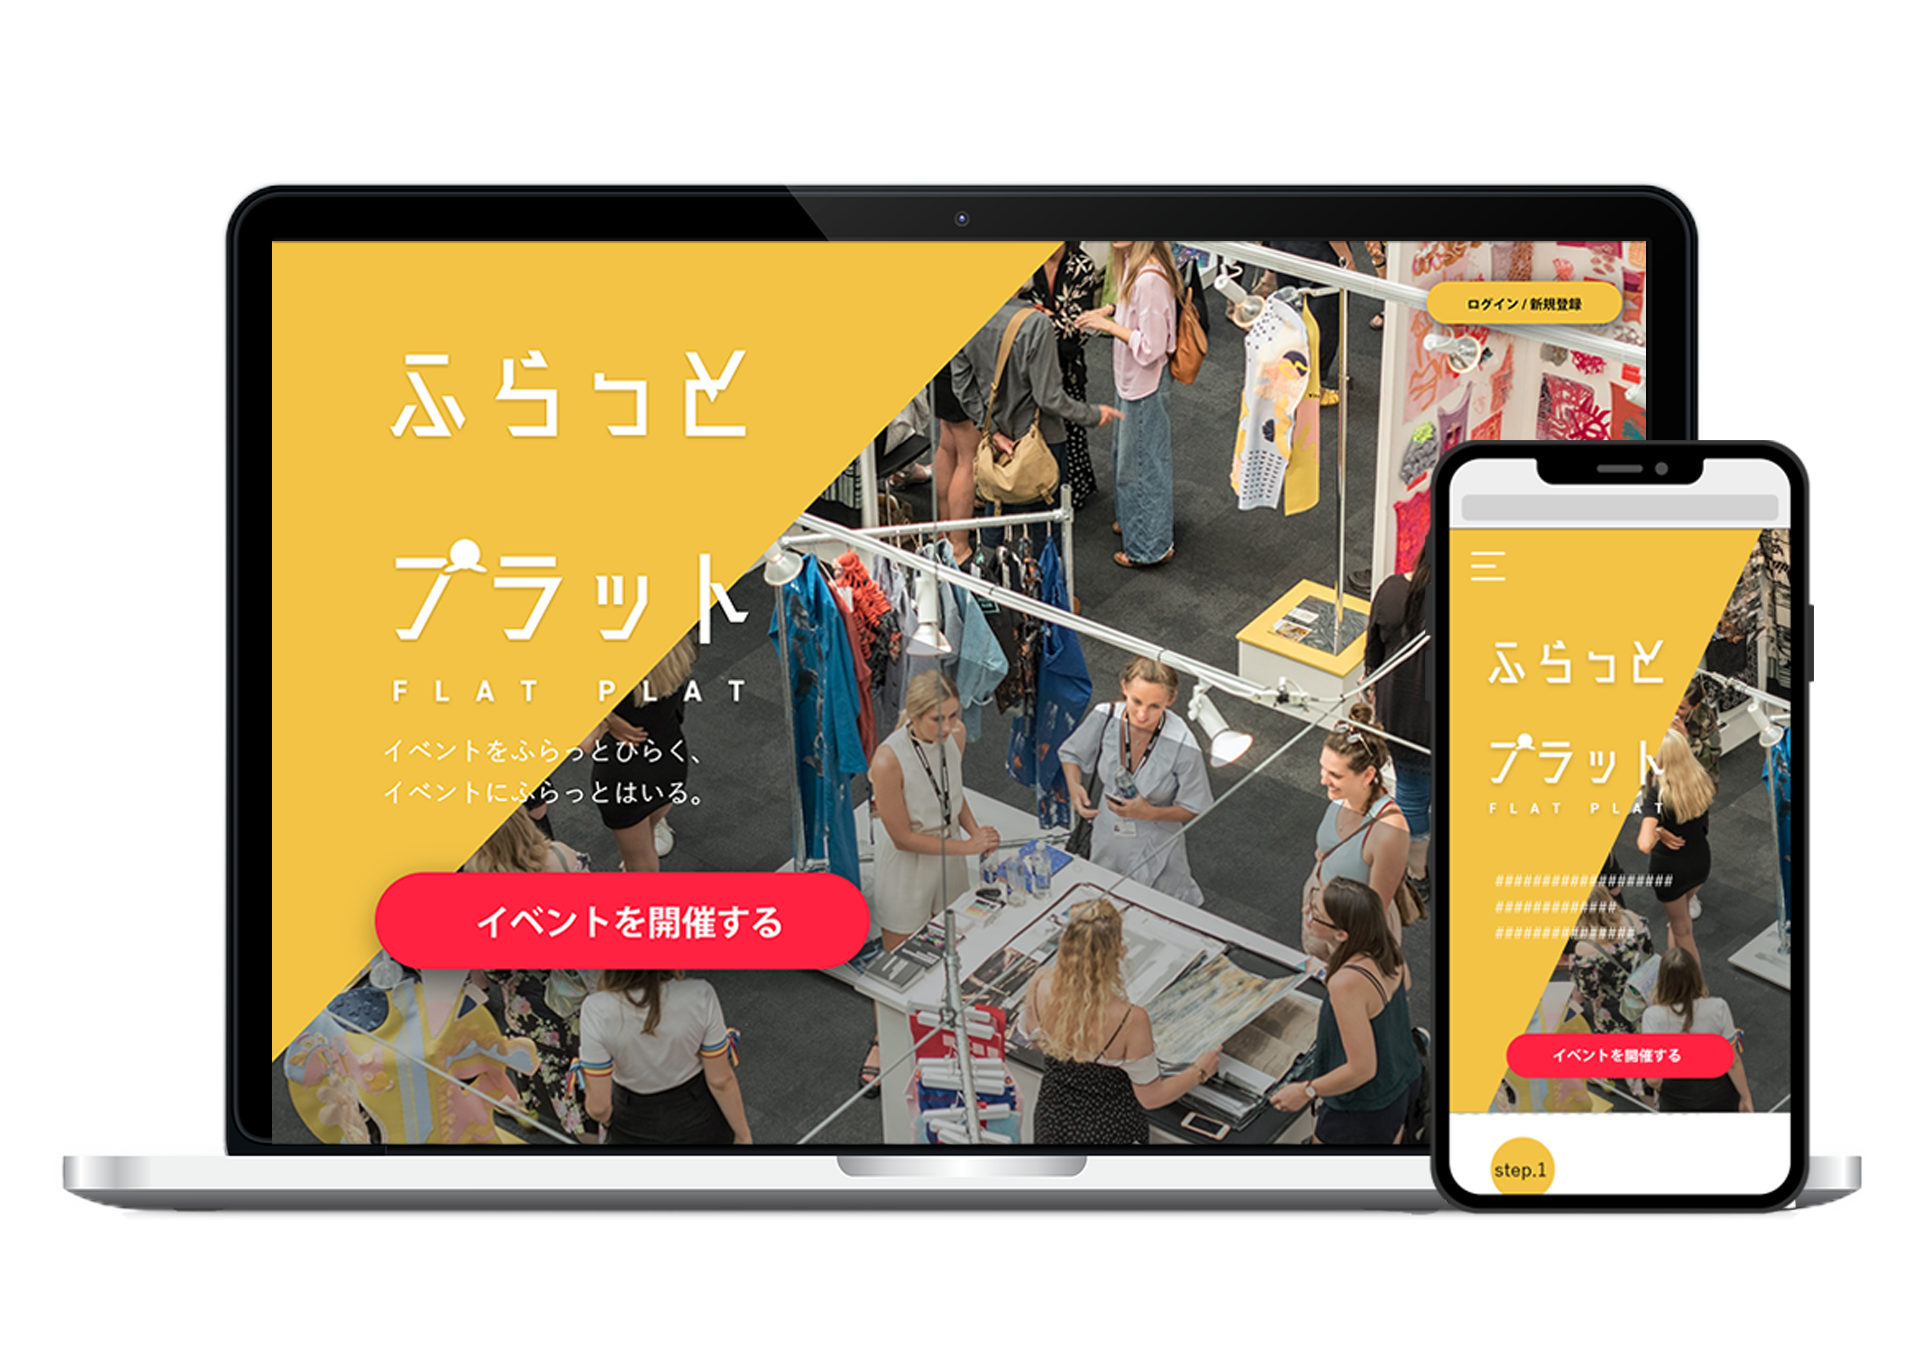 ログイン / 新規登録
ふらっと
プラット
FLAT PLAT
イベントをふらっとひらく、
イベントにふらっとはいる。
イベントを開催する
ふらっと
プラット
FLAT PLAT
###################
#############
###############
イベントを開催する
step.1